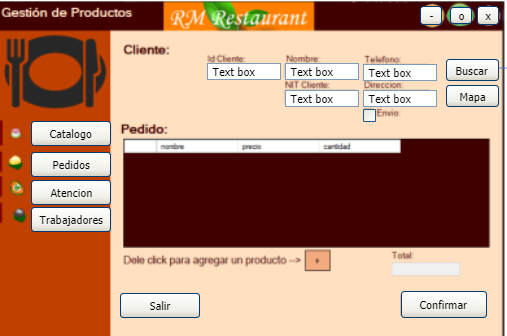 Gestión de Productos
RM Restaurant
- o x
Cliente:
Id Cliente: Nombre: Telefono:
Text box Text box Text box Buscar
NIT Cliente: Direccion:
Text box Text box Mapa
Envio:
Catalogo
Pedidos
Atencion
Trabajadores
Pedido:
nombre precio cantidad
Dele click para agregar un producto --> +
Total:
Salir Confirmar